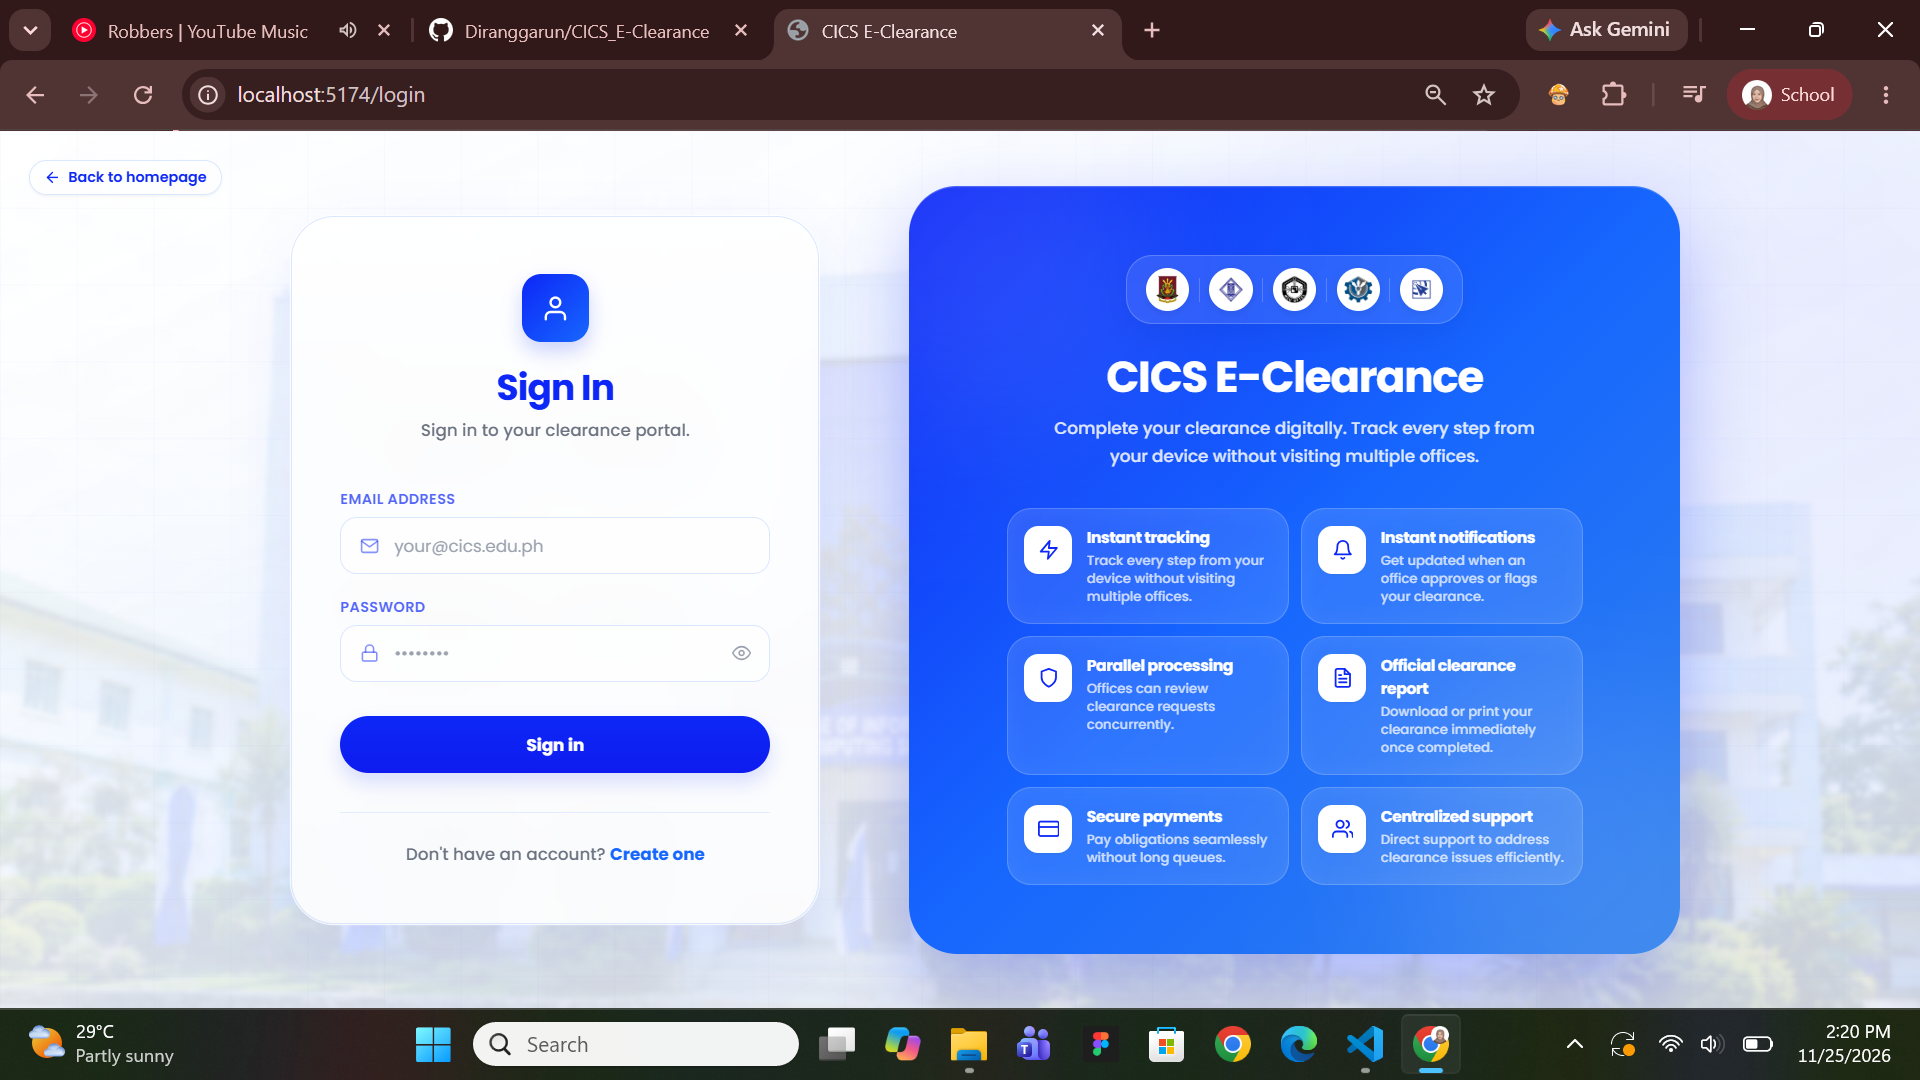 Robbers | YouTube Music
Diranggarun/CICS_E-Clearance
CICS E-Clearance
Ask Gemini
localhost:5174/login
School
Back to homepage
Sign In
Sign in to your clearance portal.
EMAIL ADDRESS
your@cics.edu.ph
PASSWORD
••••••••
Sign in
Don't have an account? Create one
CICS E-Clearance
Complete your clearance digitally. Track every step from
your device without visiting multiple offices.
Instant tracking
Track every step from your
device without visiting
multiple offices.
Instant notifications
Get updated when an
office approves or flags
your clearance.
Parallel processing
Offices can review
clearance requests
concurrently.
Official clearance
report
Download or print your
clearance immediately
once completed.
Secure payments
Pay obligations seamlessly
without long queues.
Centralized support
Direct support to address
clearance issues efficiently.
29°C
Partly sunny
Search
2:20 PM
11/25/2026